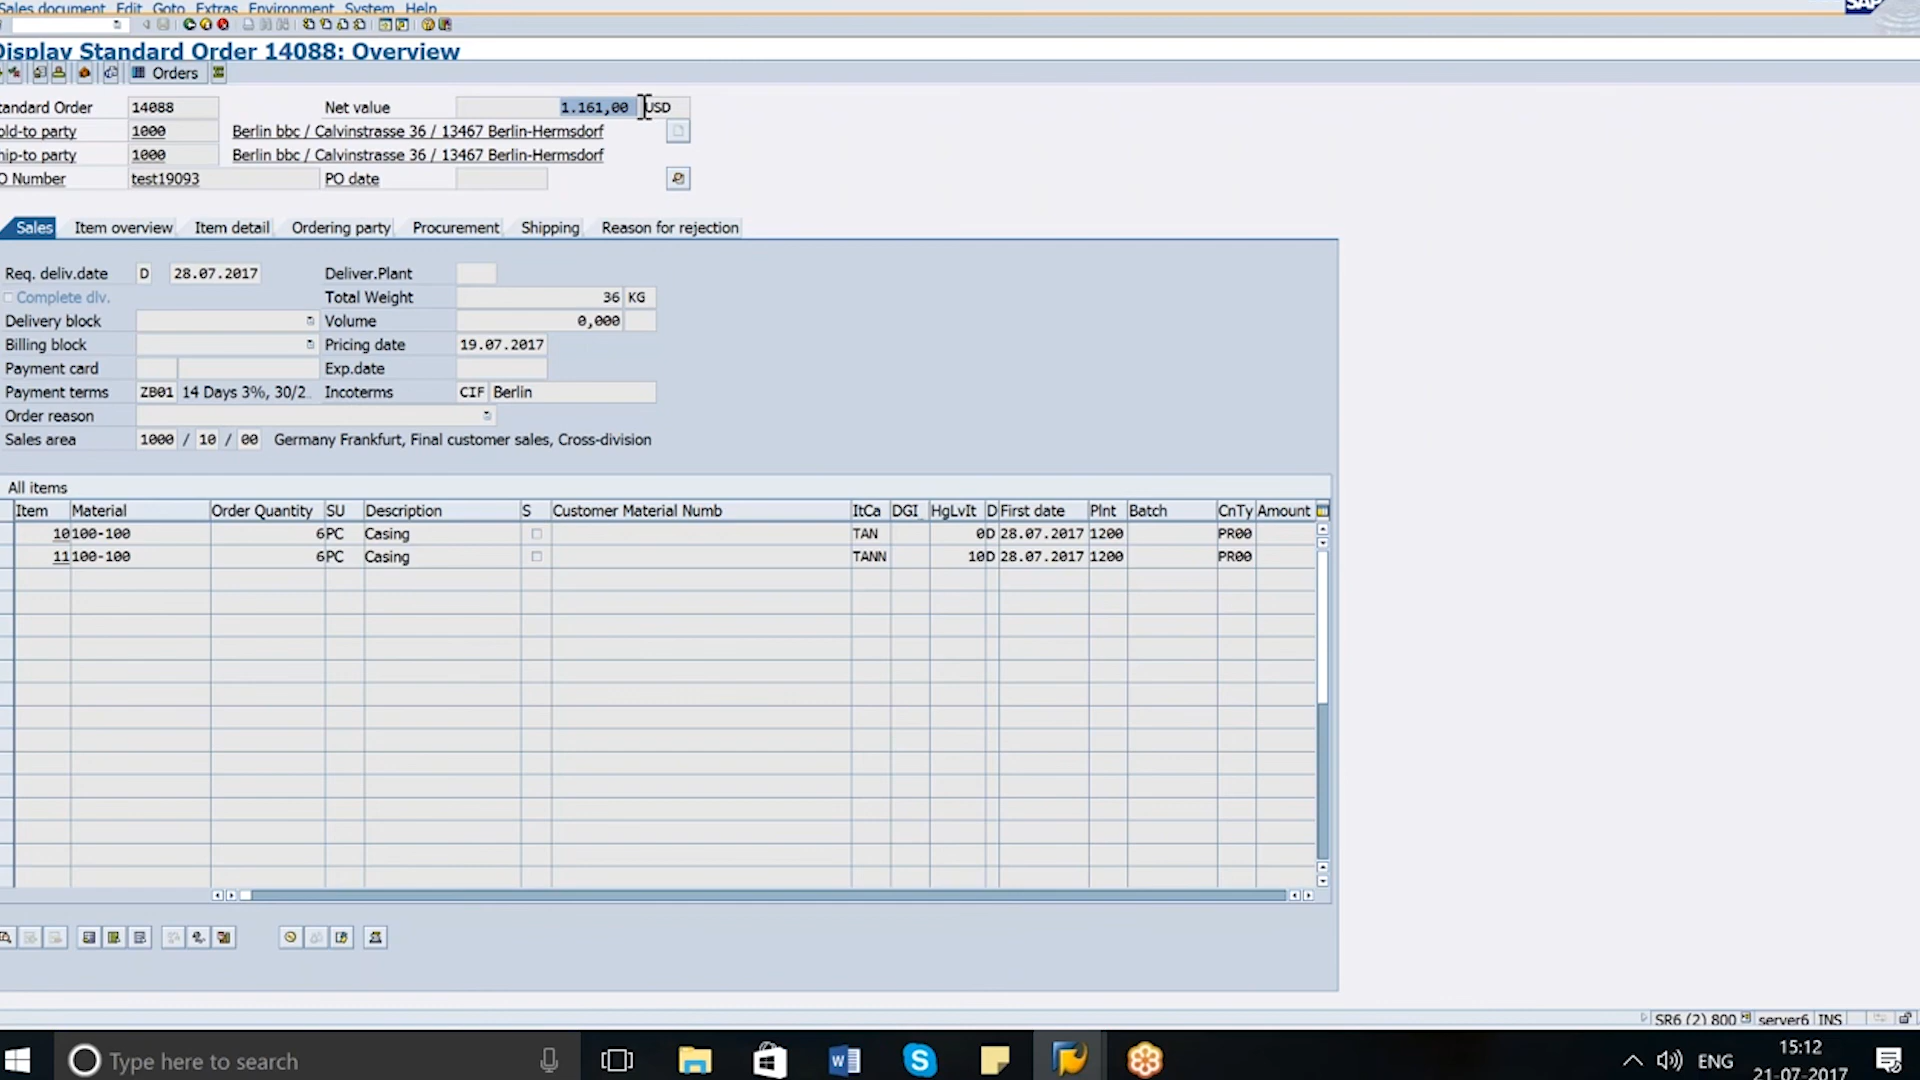 Sales document Edit Goto Extras Environment System Help
SAP
Display Standard Order 14088: Overview
Orders
tandard Order 14088 Net value 1.161,00 USD
old-to party 1000 Berlin bbc / Calvinstrasse 36 / 13467 Berlin-Hermsdorf
hip-to party 1000 Berlin bbc / Calvinstrasse 36 / 13467 Berlin-Hermsdorf
O Number test19093 PO date
Sales Item overview Item detail Ordering party Procurement Shipping Reason for rejection
Req. deliv.date D 28.07.2017 Deliver.Plant
Complete dlv. Total Weight 36 KG
Delivery block Volume 0,000
Billing block Pricing date 19.07.2017
Payment card Exp.date
Payment terms ZB01 14 Days 3%, 30/2.. Incoterms CIF Berlin
Order reason
Sales area 1000 / 10 / 00 Germany Frankfurt, Final customer sales, Cross-division
All items
Item Material Order Quantity SU Description S Customer Material Numb ItCa DGI HgLvIt D First date Plnt Batch CnTy Amount
10 100-100 6 PC Casing TAN 0 D 28.07.2017 1200 PR00
11 100-100 6 PC Casing TANN 10 D 28.07.2017 1200 PR00
SR6 (2) 800 server6 INS
Type here to search ENG 15:12
21-07-2017